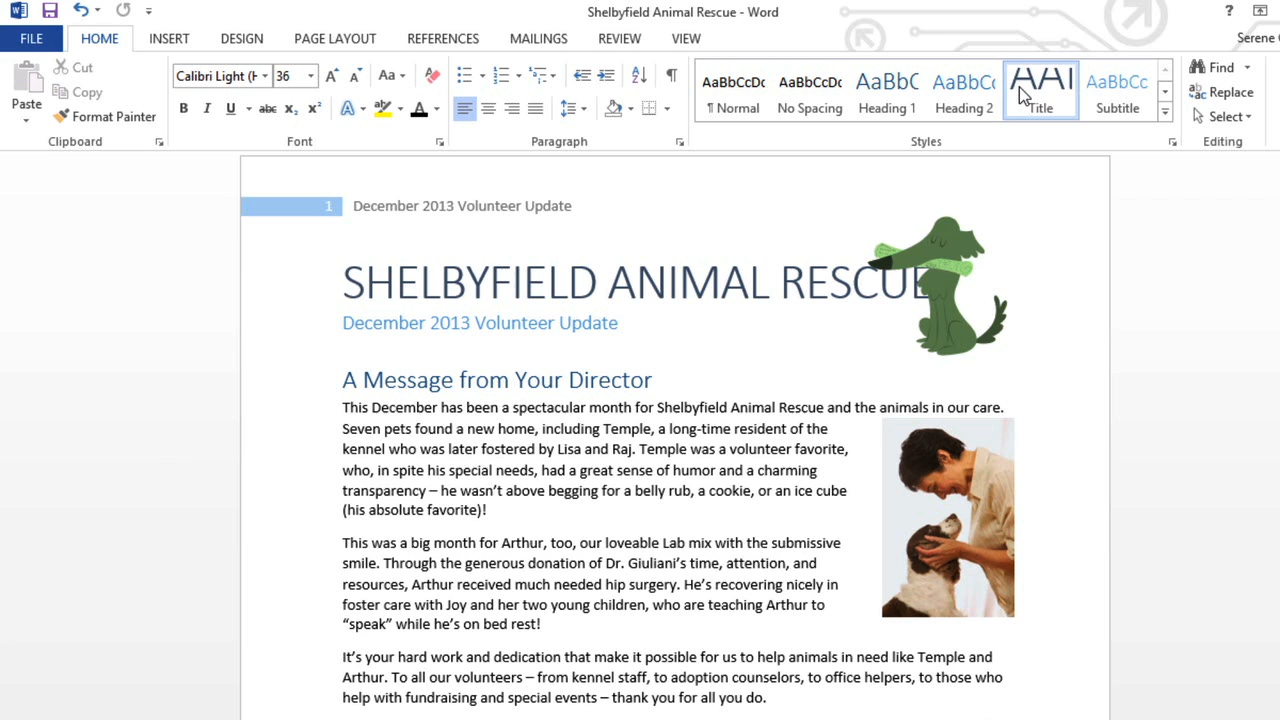 Shelbyfield Animal Rescue - Word
?
FILE HOME INSERT DESIGN PAGE LAYOUT REFERENCES MAILINGS REVIEW VIEW
Serene
Paste
Cut
Copy
Format Painter
Clipboard
Calibri Light (H 36
Aa
B I U abc x₂ x²
Font
Paragraph
AaBbCcDc AaBbCcDc AaBbC AaBbCc AAI AaBbCc
¶ Normal No Spacing Heading 1 Heading 2 Title Subtitle
Styles
Find
Replace
Select
Editing
1 December 2013 Volunteer Update
SHELBYFIELD ANIMAL RESCUE
December 2013 Volunteer Update
A Message from Your Director
This December has been a spectacular month for Shelbyfield Animal Rescue and the animals in our care.
Seven pets found a new home, including Temple, a long-time resident of the
kennel who was later fostered by Lisa and Raj. Temple was a volunteer favorite,
who, in spite his special needs, had a great sense of humor and a charming
transparency – he wasn’t above begging for a belly rub, a cookie, or an ice cube
(his absolute favorite)!
This was a big month for Arthur, too, our loveable Lab mix with the submissive
smile. Through the generous donation of Dr. Giuliani’s time, attention, and
resources, Arthur received much needed hip surgery. He’s recovering nicely in
foster care with Joy and her two young children, who are teaching Arthur to
“speak” while he’s on bed rest!
It’s your hard work and dedication that make it possible for us to help animals in need like Temple and
Arthur. To all our volunteers – from kennel staff, to adoption counselors, to office helpers, to those who
help with fundraising and special events – thank you for all you do.